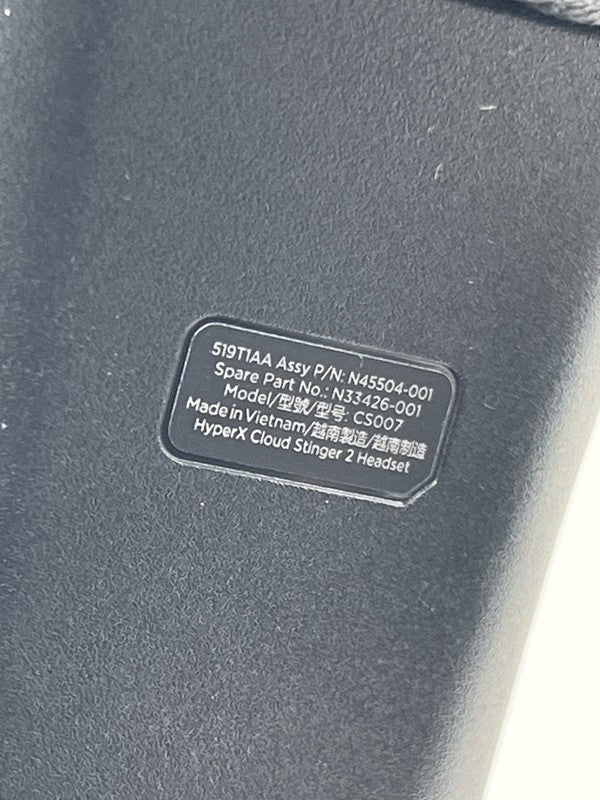 519T1AA Assy P/N: N45504-001
Spare Part No.: N33426-001
Model/型號/型号: CS007
Made in Vietnam/越南製造/越南制造
HyperX Cloud Stinger 2 Headset